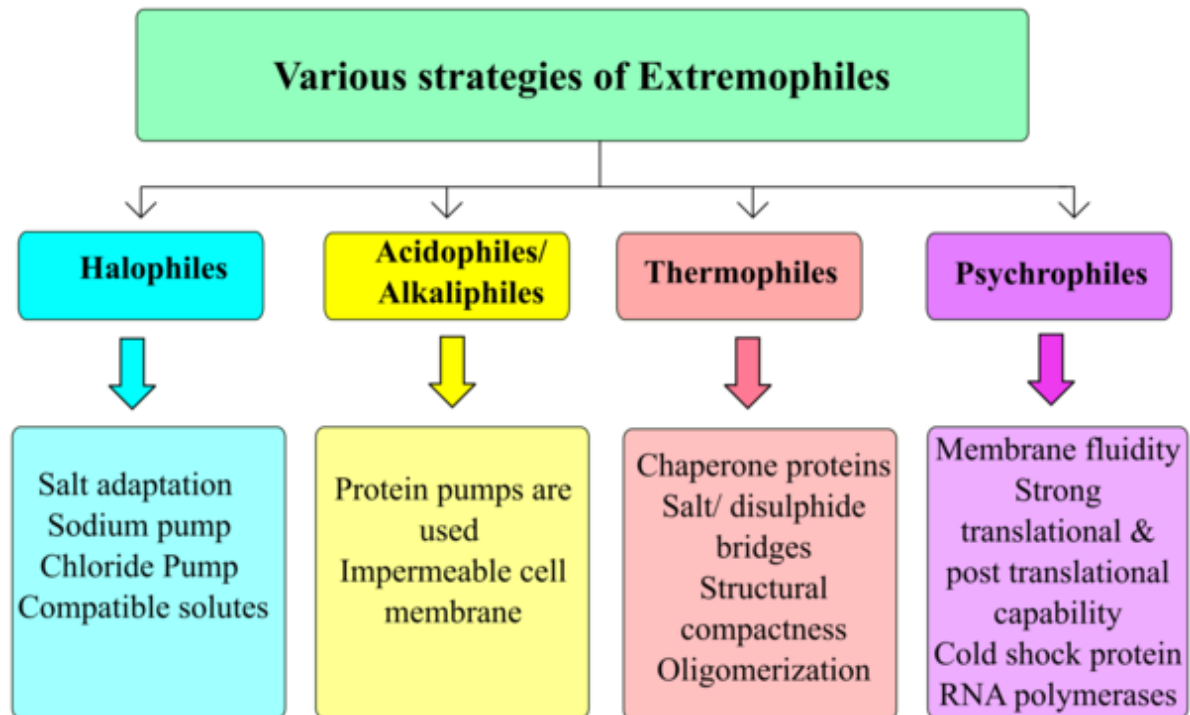 Various strategies of Extremophiles
Halophiles
Acidophiles/
Alkaliphiles
Thermophiles
Psychrophiles
Salt adaptation
Sodium pump
Chloride Pump
Compatible solutes
Protein pumps are
used
Impermeable cell
membrane
Chaperone proteins
Salt/ disulphide
bridges
Structural
compactness
Oligomerization
Membrane fluidity
Strong
translational &
post translational
capability
Cold shock protein
RNA polymerases